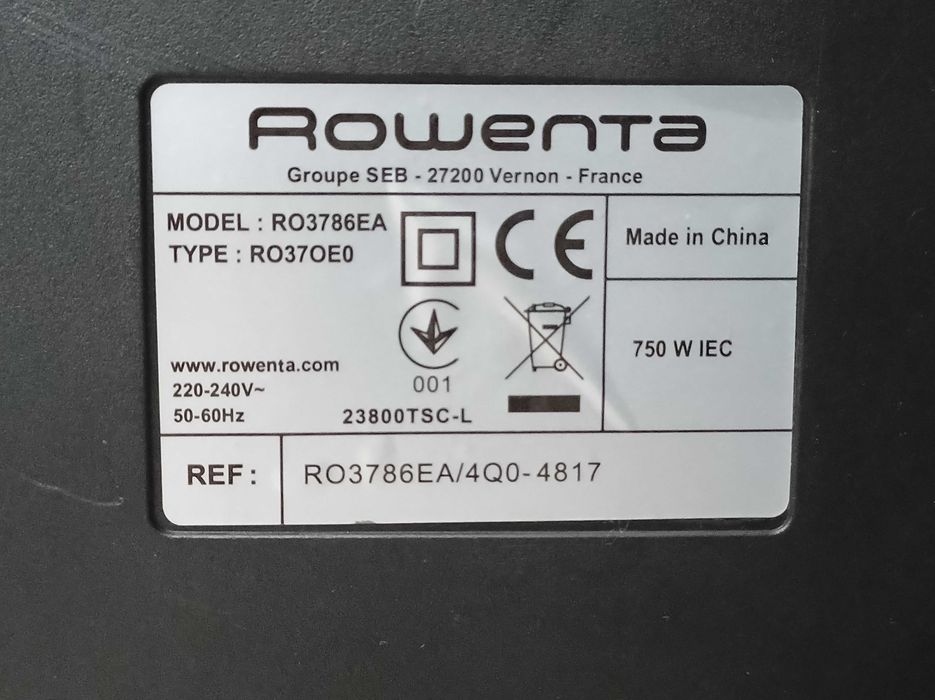 Rowenta
Groupe SEB - 27200 Vernon - France
MODEL : RO3786EA
TYPE : RO37OE0
CE
Made in China
750 W IEC
001
www.rowenta.com
220-240V~
50-60Hz
23800TSC-L
REF :
RO3786EA/4Q0-4817